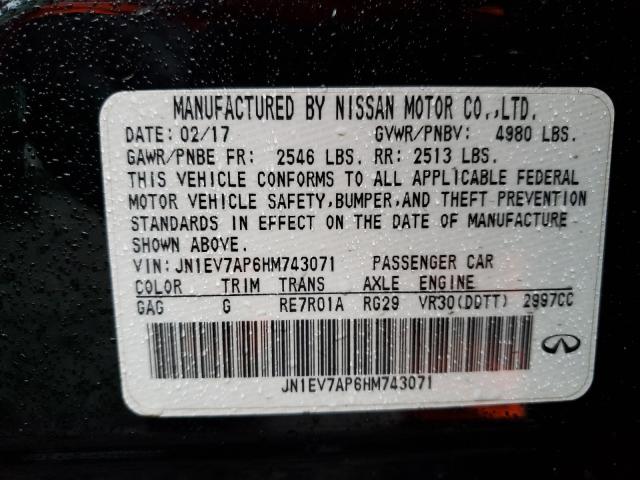 MANUFACTURED BY NISSAN MOTOR CO.,LTD.
DATE: 02/17 GVWR/PNBV: 4980 LBS.
GAWR/PNBE FR: 2546 LBS. RR: 2513 LBS.
THIS VEHICLE CONFORMS TO ALL APPLICABLE FEDERAL
MOTOR VEHICLE SAFETY,BUMPER,AND THEFT PREVENTION
STANDARDS IN EFFECT ON THE DATE OF MANUFACTURE
SHOWN ABOVE.
VIN:JN1EV7AP6HM743071 PASSENGER CAR
COLOR TRIM TRANS AXLE ENGINE
GAG G RE7R01A RG29 VR30(DDTT) 2997CC
JN1EV7AP6HM743071